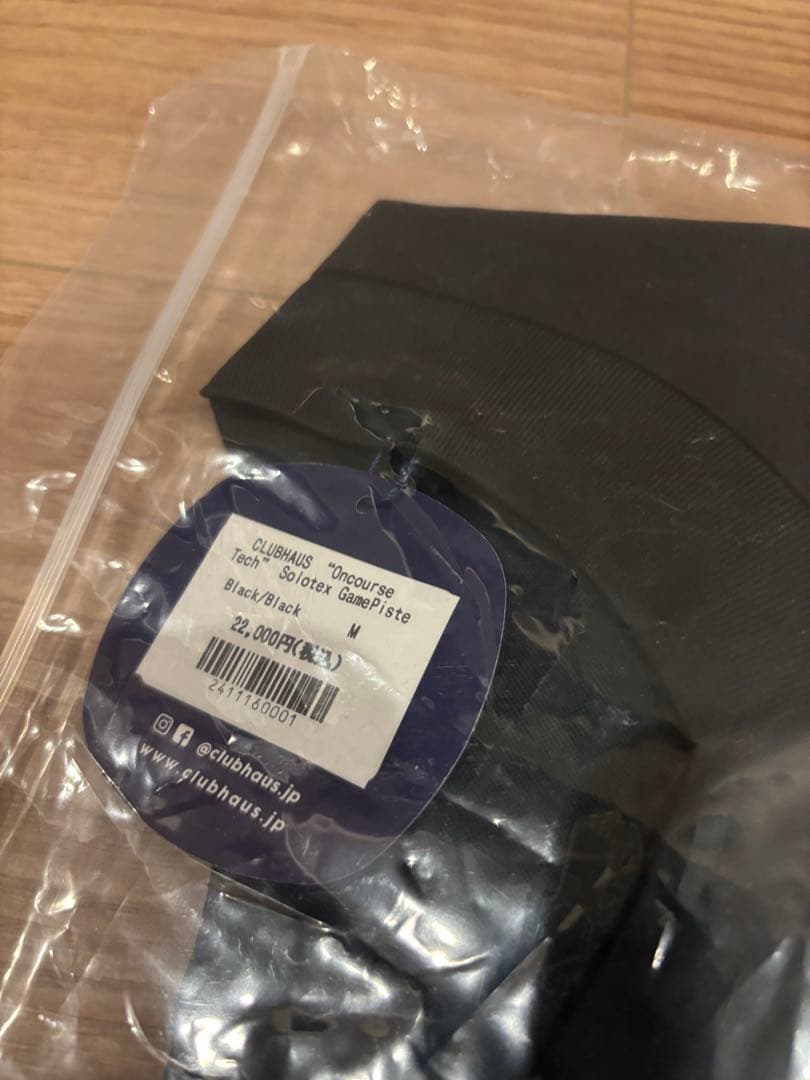 CLUBHAUS “Oncourse
Tech” Solotex GamePiste
Black/Black
M
22,000円(税込)
2411160001
@clubhaus.jp
www.clubhaus.jp